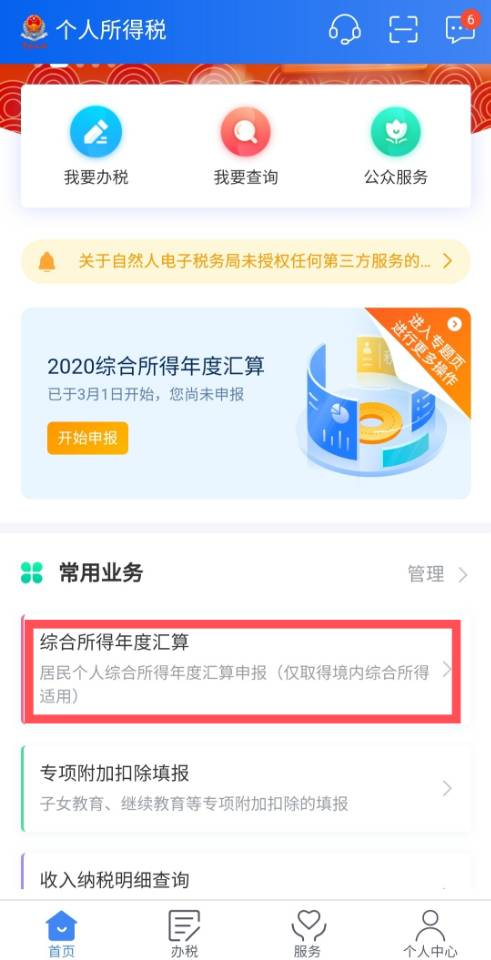 个人所得税
6
我要办税
我要查询
公众服务
关于自然人电子税务局未授权任何第三方服务的...
进入专题页
进行更多操作
2020综合所得年度汇算
已于3月1日开始，您尚未申报
开始申报
常用业务
管理
综合所得年度汇算
居民个人综合所得年度汇算申报（仅取得境内综合所得
适用）
专项附加扣除填报
子女教育、继续教育等专项附加扣除的填报
收入纳税明细查询
首页
办税
服务
个人中心